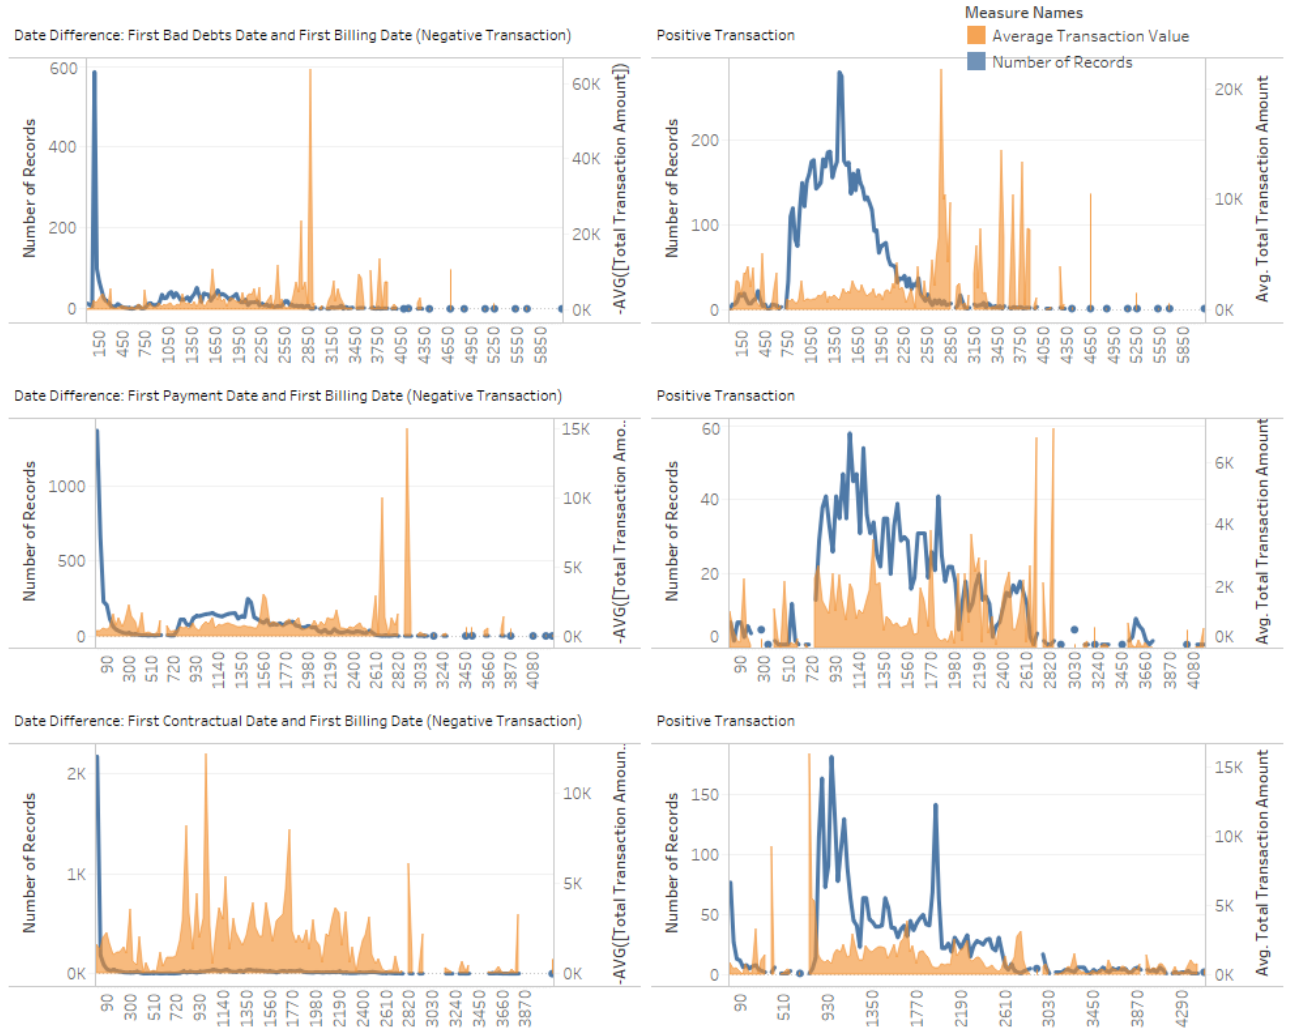 Measure Names
Average Transaction Value
Number of Records
Date Difference: First Bad Debts Date and First Billing Date (Negative Transaction)
Positive Transaction
600
400
200
0
Number of Records
60K
40K
20K
0K
-AVG([Total Transaction Amount])
150 450 750 1050 1350 1650 1950 2250 2550 2850 3150 3450 3750 4050 4350 4650 4950 5250 5550 5850
200
100
0
Number of Records
20K
10K
0K
Avg. Total Transaction Amount
150 450 750 1050 1350 1650 1950 2250 2550 2850 3150 3450 3750 4050 4350 4650 4950 5250 5550 5850
Date Difference: First Payment Date and First Billing Date (Negative Transaction)
Positive Transaction
1000
500
0
Number of Records
15K
10K
5K
0K
-AVG([Total Transaction Amo..
90 300 510 720 930 1140 1350 1560 1770 1980 2190 2400 2610 2820 3030 3240 3450 3660 3870 4080
60
40
20
0
Number of Records
6K
4K
2K
0K
Avg. Total Transaction Amount
90 300 510 720 930 1140 1350 1560 1770 1980 2190 2400 2610 2820 3030 3240 3450 3660 3870 4080
Date Difference: First Contractual Date and First Billing Date (Negative Transaction)
Positive Transaction
2K
1K
0K
Number of Records
10K
5K
0K
-AVG([Total Transaction Amoun..
90 300 510 720 930 1140 1350 1560 1770 1980 2190 2400 2610 2820 3030 3240 3450 3660 3870
150
100
50
0
Number of Records
15K
10K
5K
0K
Avg. Total Transaction Amount
90 510 930 1350 1770 2190 2610 3030 3450 3870 4290